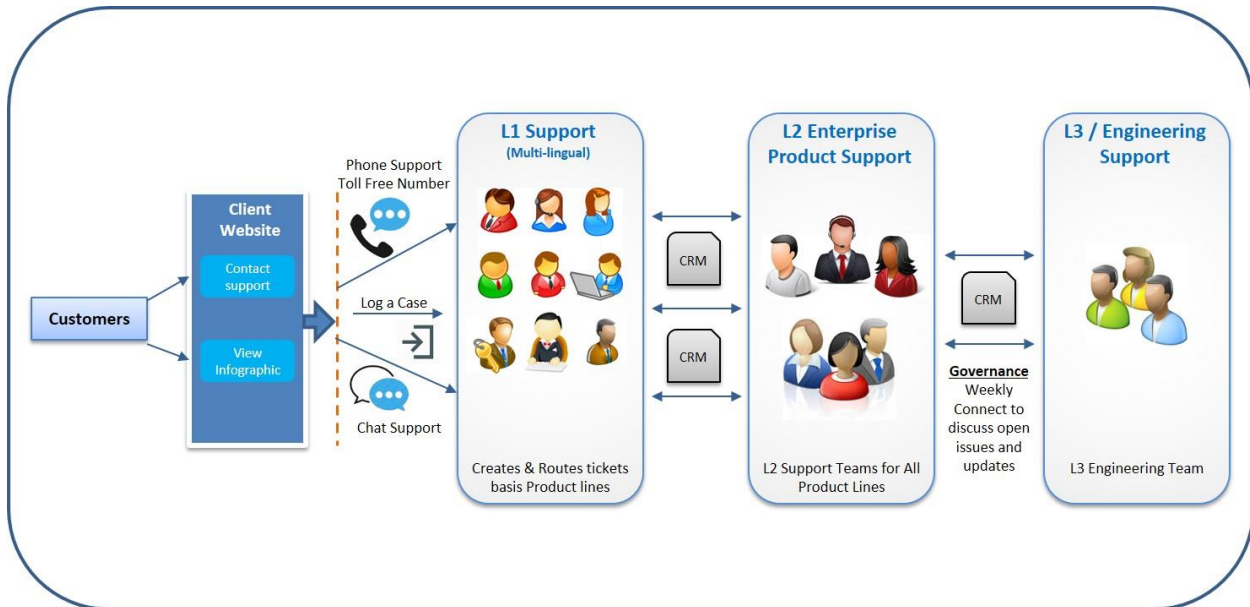 Customers
Client
Website
Contact
support
View
Infographic
Phone Support
Toll Free Number
Log a Case
Chat Support
L1 Support
(Multi-lingual)
Creates & Routes tickets
basis Product lines
CRM
CRM
L2 Enterprise
Product Support
L2 Support Teams for All
Product Lines
CRM
Governance
Weekly
Connect to
discuss open
issues and
updates
L3 / Engineering
Support
L3 Engineering Team